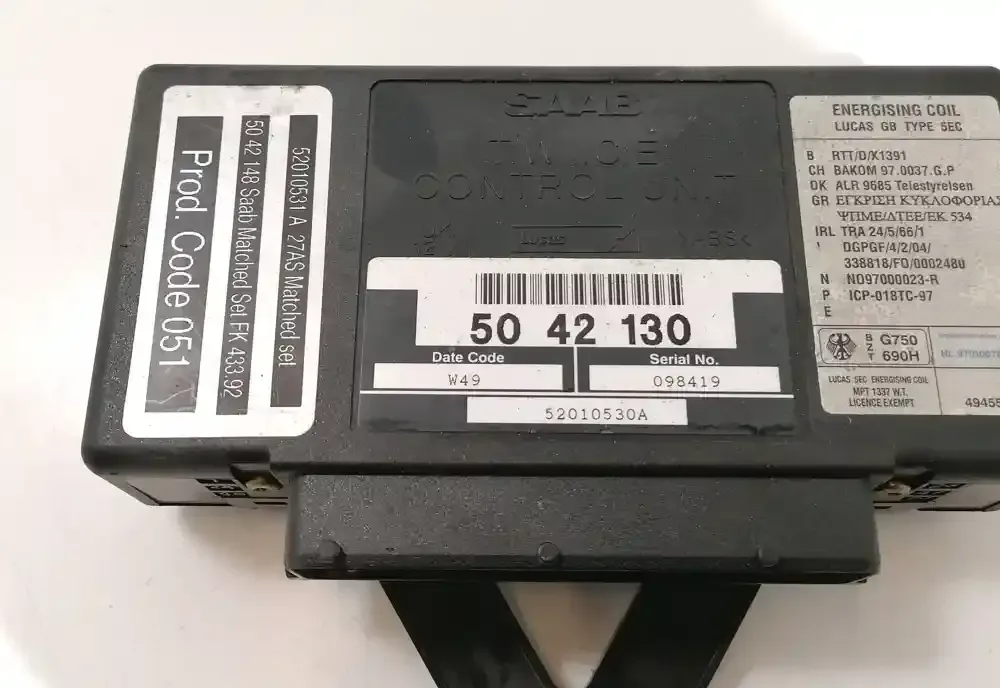 52010531 A 27AS Matched set
50 42 148 Saab Matched Set FK 433.92
Prod. Code 051
SAAB
TWICE
CONTROL UNIT
LUCAS
50 42 130
Date Code
Serial No.
W49
098419
52010530A
ENERGISING COIL
LUCAS GB TYPE 5EC
B RTT/D/X1391
CH BAKOM 97.0037.G.P
DK ALR 9685 Telestyrelsen
GR ΕΓΚΡΙΣΗ ΚΥΚΛΟΦΟΡΙΑΣ
ΨΤΙΜΕ/ΔΤΕΕ/ΕΚ 534
IRL TRA 24/5/66/1
I DGPGF/4/2/04/
338818/FO/0002480
N NO97000023-R
P ICP-018TC-97
E
BZT G750
690H
LUCAS 5EC ENERGISING COIL
MPT 1337 W.T.
LICENCE EXEMPT
49455